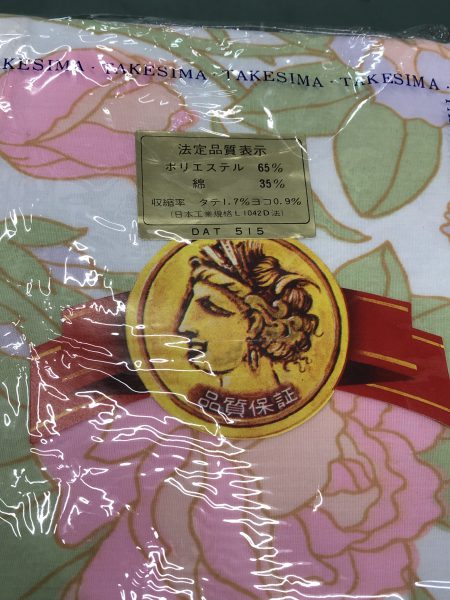 TAKESIMA · TAKESIMA · TAKESIMA · TAKESIMA ·
法定品質表示
ポリエステル 65%
綿 35%
収縮率 タテ1.7%ヨコ0.9%
(日本工業規格L1042D法)
DAT 515
品質保証